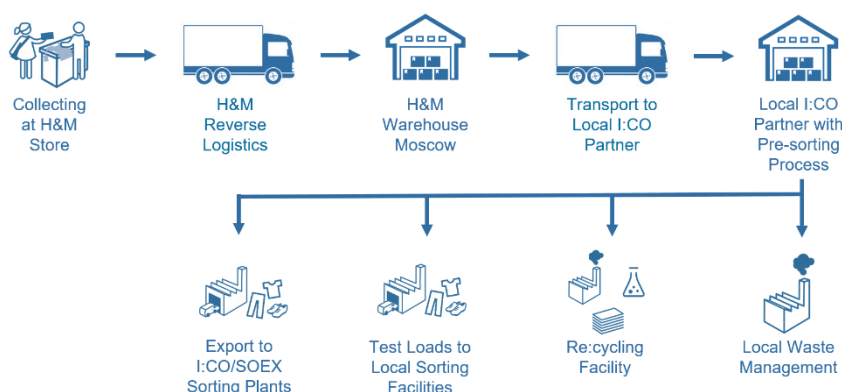 Collecting
at H&M
Store
H&M
Reverse
Logistics
H&M
Warehouse
Moscow
Transport to
Local I:CO
Partner
Local I:CO
Partner with
Pre-sorting
Process
Export to
I:CO/SOEX
Sorting Plants
Test Loads to
Local Sorting
Facilities
Re:cycling
Facility
Local Waste
Management